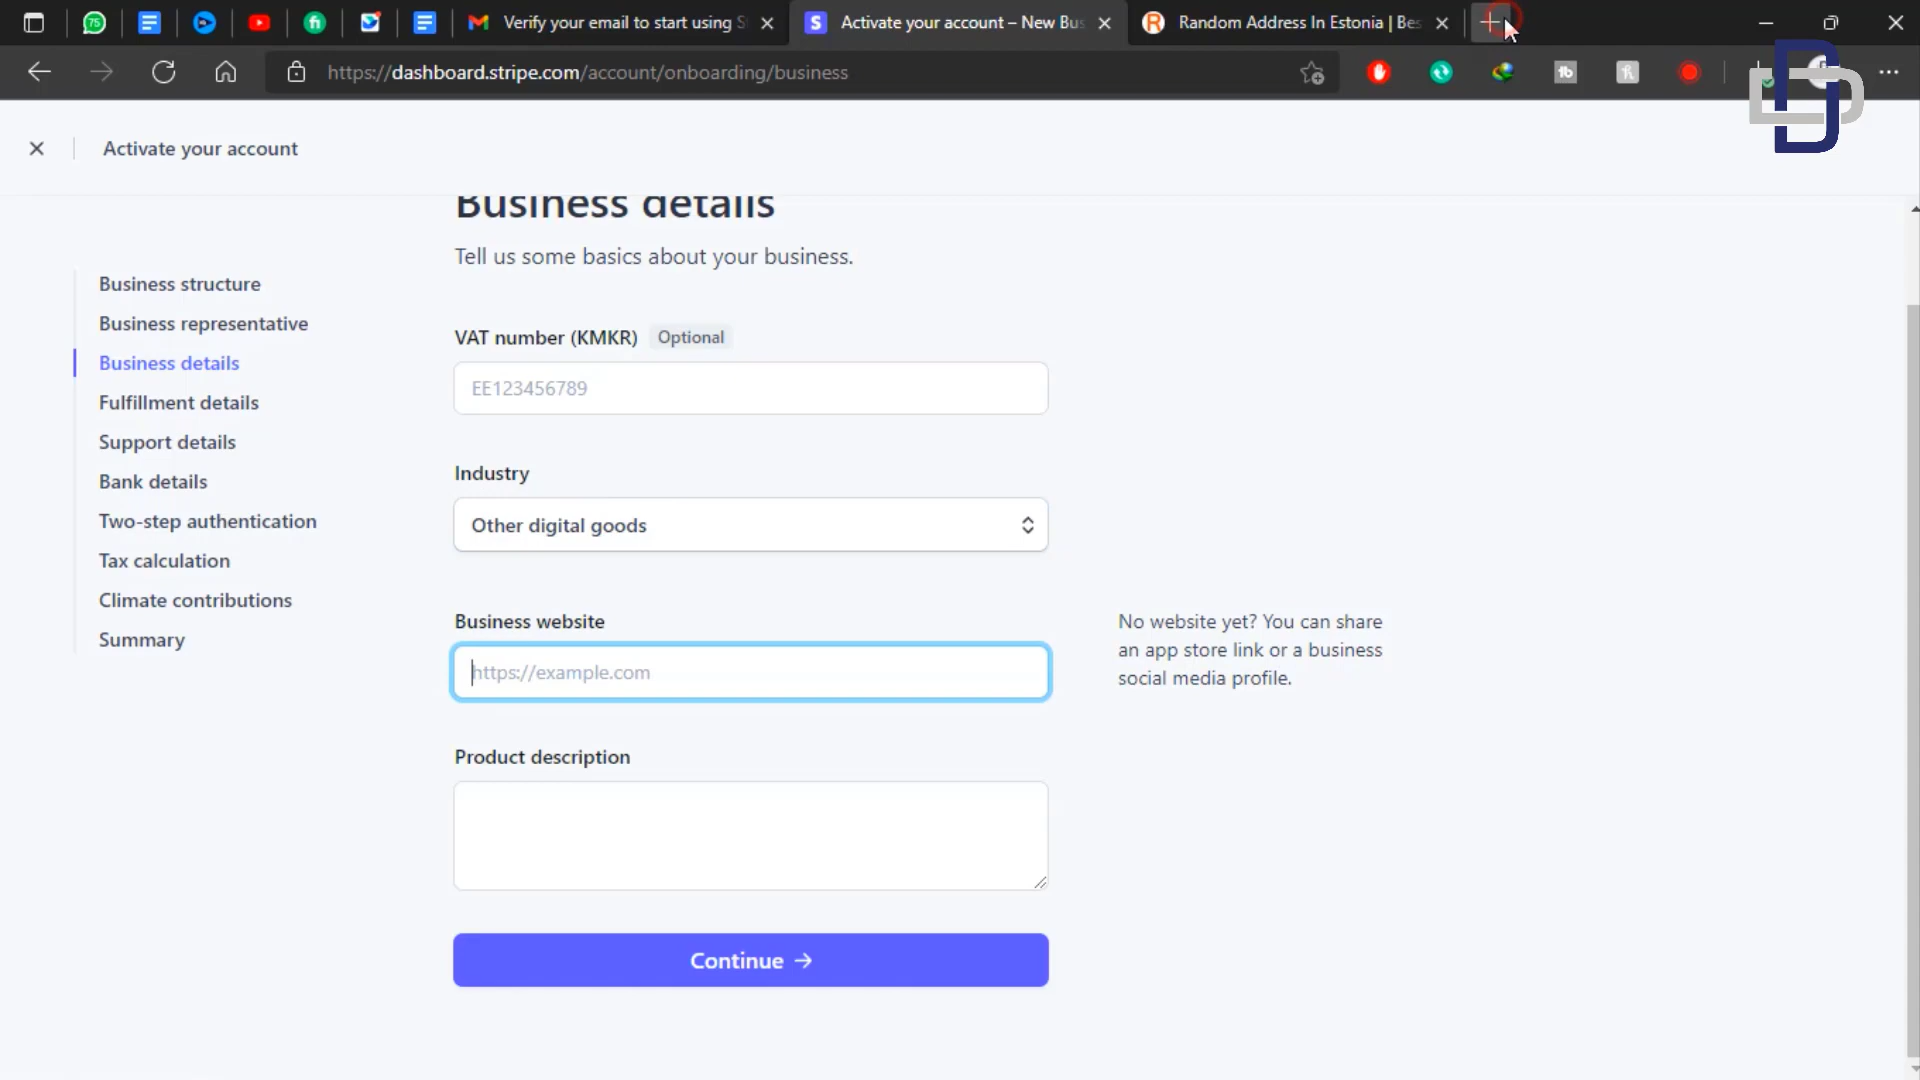 75
Verify your email to start using S
Activate your account – New Bus
Random Address In Estonia | Bes
https://dashboard.stripe.com/account/onboarding/business
Activate your account
Business details
Tell us some basics about your business.
Business structure
Business representative
Business details
Fulfillment details
Support details
Bank details
Two-step authentication
Tax calculation
Climate contributions
Summary
VAT number (KMKR) Optional
EE123456789
Industry
Other digital goods
Business website
https://example.com
No website yet? You can share
an app store link or a business
social media profile.
Product description
Continue →